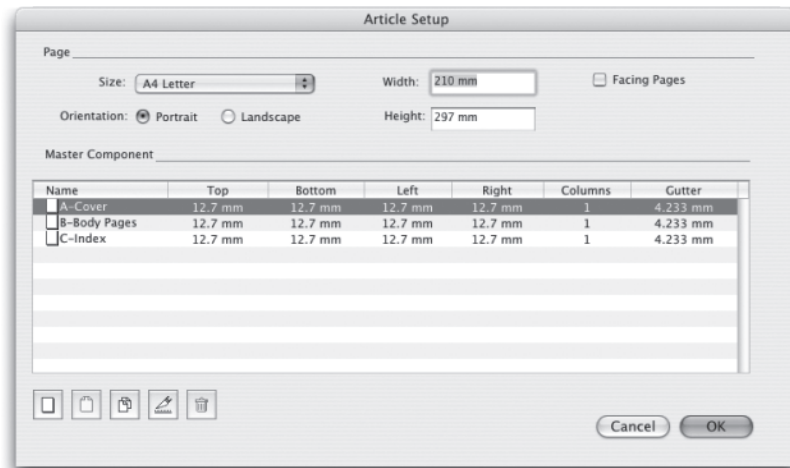 Article Setup
Page
Size: A4 Letter Width: 210 mm Facing Pages
Orientation: Portrait Landscape Height: 297 mm
Master Component
Name Top Bottom Left Right Columns Gutter
A-Cover 12.7 mm 12.7 mm 12.7 mm 12.7 mm 1 4.233 mm
B-Body Pages 12.7 mm 12.7 mm 12.7 mm 12.7 mm 1 4.233 mm
C-Index 12.7 mm 12.7 mm 12.7 mm 12.7 mm 1 4.233 mm
Cancel OK